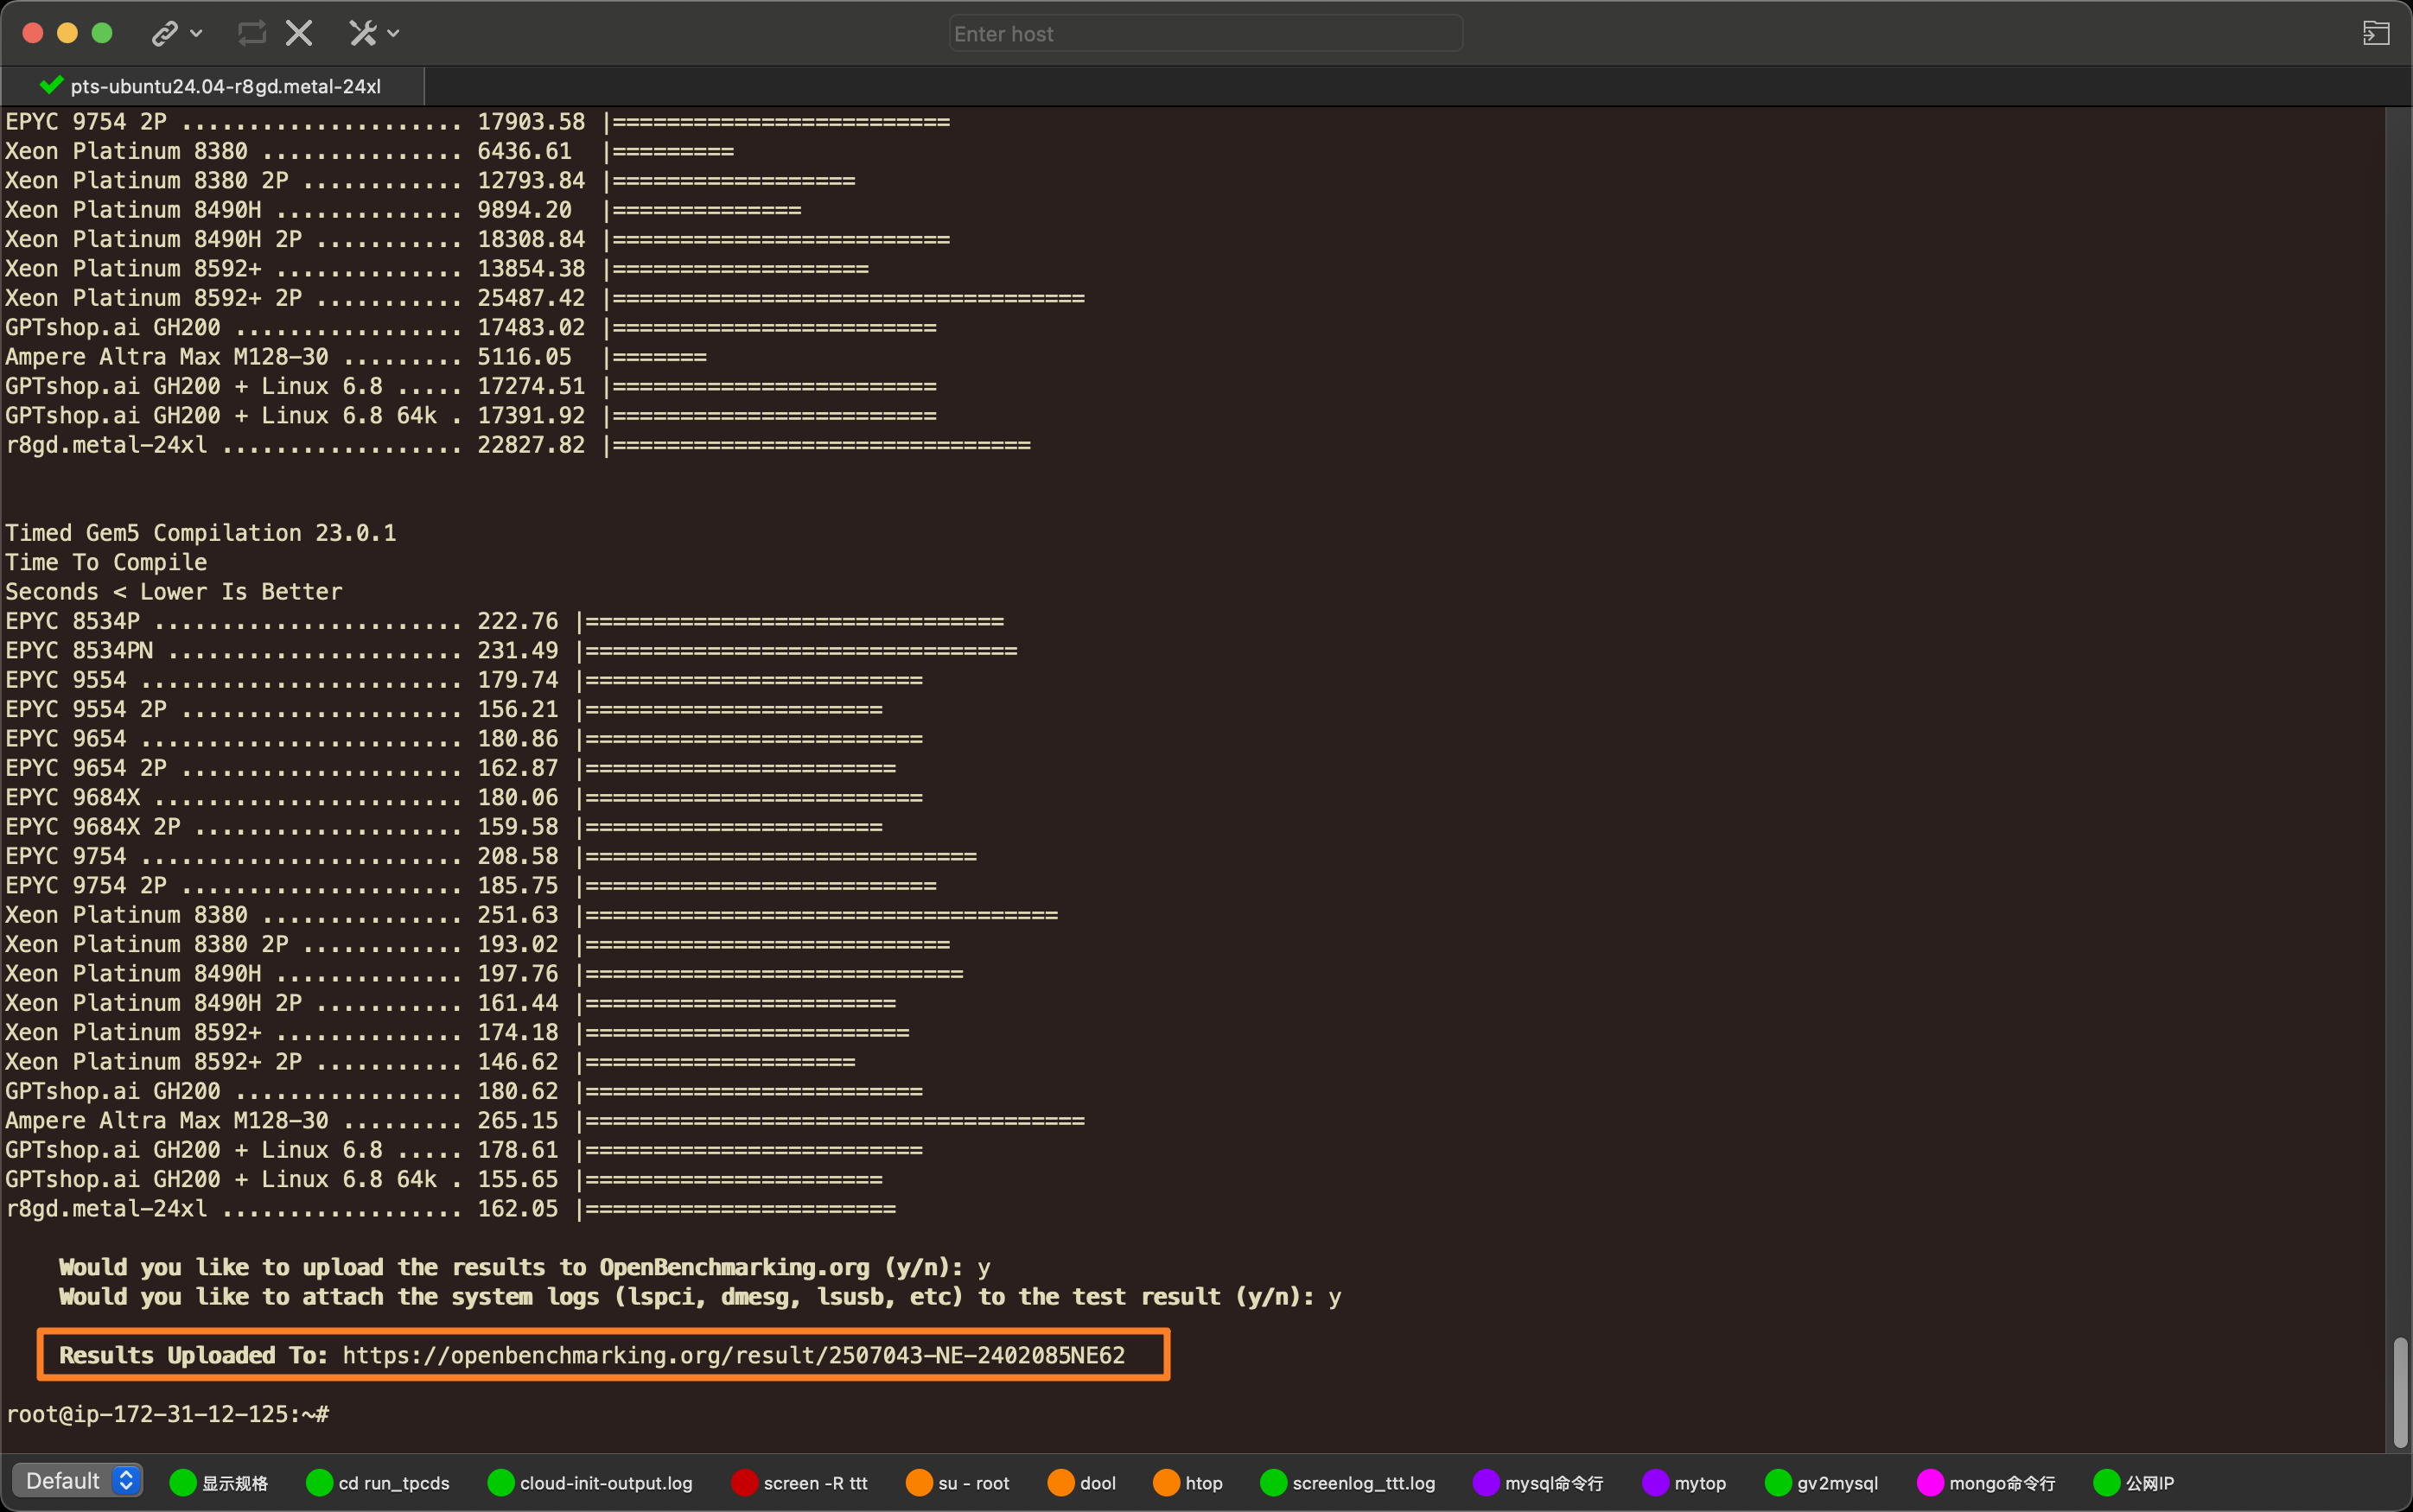 Enter host
pts-ubuntu24.04-r8gd.metal-24xl
EPYC 9754 2P ..................... 17903.58 |=========================
Xeon Platinum 8380 ............... 6436.61  |=========
Xeon Platinum 8380 2P ............ 12793.84 |==================
Xeon Platinum 8490H .............. 9894.20  |==============
Xeon Platinum 8490H 2P ........... 18308.84 |=========================
Xeon Platinum 8592+ .............. 13854.38 |===================
Xeon Platinum 8592+ 2P ........... 25487.42 |===================================
GPTshop.ai GH200 ................. 17483.02 |========================
Ampere Altra Max M128-30 ......... 5116.05  |=======
GPTshop.ai GH200 + Linux 6.8 ..... 17274.51 |========================
GPTshop.ai GH200 + Linux 6.8 64k . 17391.92 |========================
r8gd.metal-24xl .................. 22827.82 |===============================
Timed Gem5 Compilation 23.0.1
Time To Compile
Seconds < Lower Is Better
EPYC 8534P ....................... 222.76 |===============================
EPYC 8534PN ...................... 231.49 |================================
EPYC 9554 ........................ 179.74 |=========================
EPYC 9554 2P ..................... 156.21 |======================
EPYC 9654 ........................ 180.86 |=========================
EPYC 9654 2P ..................... 162.87 |=======================
EPYC 9684X ....................... 180.06 |=========================
EPYC 9684X 2P .................... 159.58 |======================
EPYC 9754 ........................ 208.58 |=============================
EPYC 9754 2P ..................... 185.75 |==========================
Xeon Platinum 8380 ............... 251.63 |===================================
Xeon Platinum 8380 2P ............ 193.02 |===========================
Xeon Platinum 8490H .............. 197.76 |============================
Xeon Platinum 8490H 2P ........... 161.44 |=======================
Xeon Platinum 8592+ .............. 174.18 |========================
Xeon Platinum 8592+ 2P ........... 146.62 |====================
GPTshop.ai GH200 ................. 180.62 |=========================
Ampere Altra Max M128-30 ......... 265.15 |=====================================
GPTshop.ai GH200 + Linux 6.8 ..... 178.61 |=========================
GPTshop.ai GH200 + Linux 6.8 64k . 155.65 |======================
r8gd.metal-24xl .................. 162.05 |=======================
Would you like to upload the results to OpenBenchmarking.org (y/n): y
Would you like to attach the system logs (lspci, dmesg, lsusb, etc) to the test result (y/n): y
Results Uploaded To: https://openbenchmarking.org/result/2507043-NE-2402085NE62
root@ip-172-31-12-125:~#
Default 显示规格 cd run_tpcds cloud-init-output.log screen -R ttt su - root dool htop screenlog_ttt.log mysql命令行 mytop gv2mysql mongo命令行 公网IP